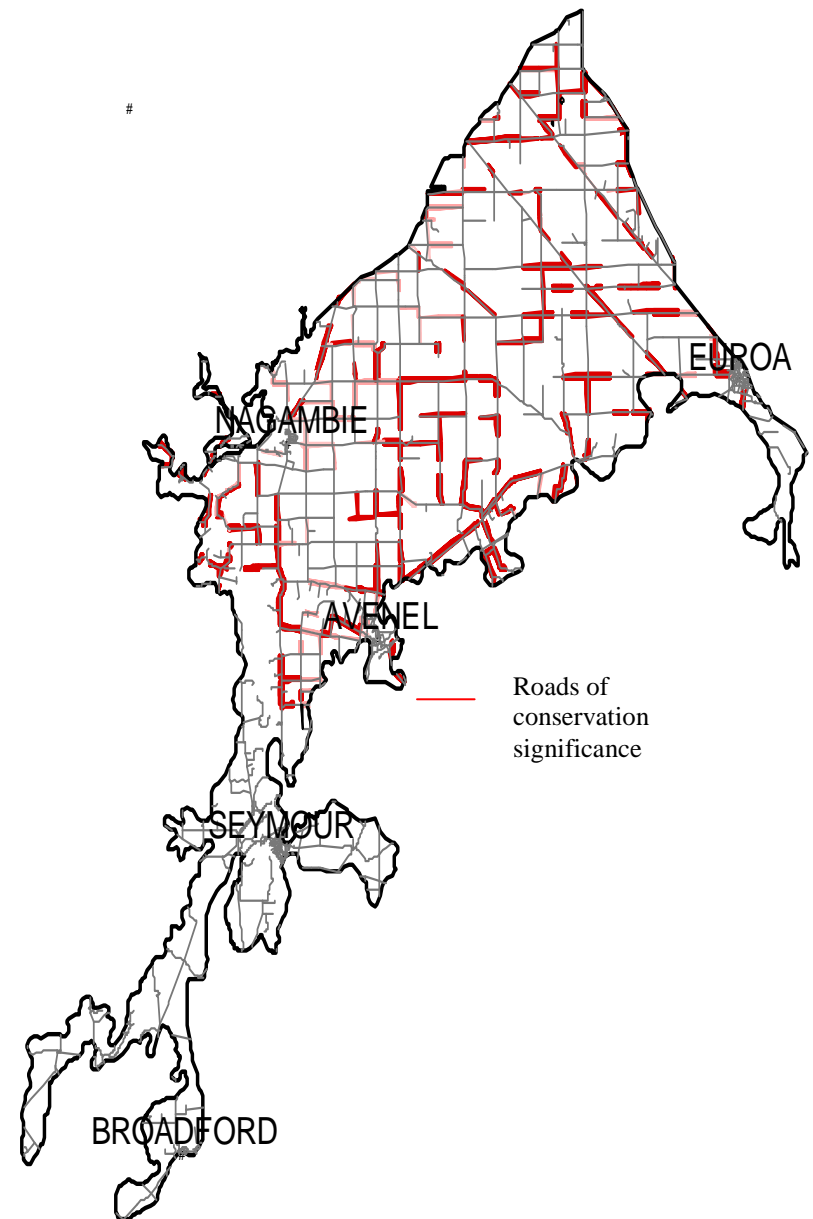 #
EUROA
NAGAMBIE
AVENEL
Roads of
conservation
significance
SEYMOUR
BROADFORD
#